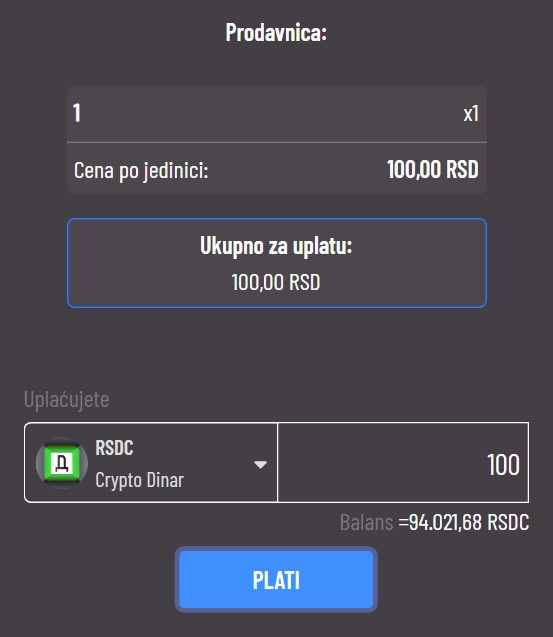 Prodavnica:
1 x1
Cena po jedinici: 100,00 RSD
Ukupno za uplatu:
100,00 RSD
Uplaćujete
Д RSDC
Crypto Dinar
100
Balans =94.021,68 RSDC
PLATI